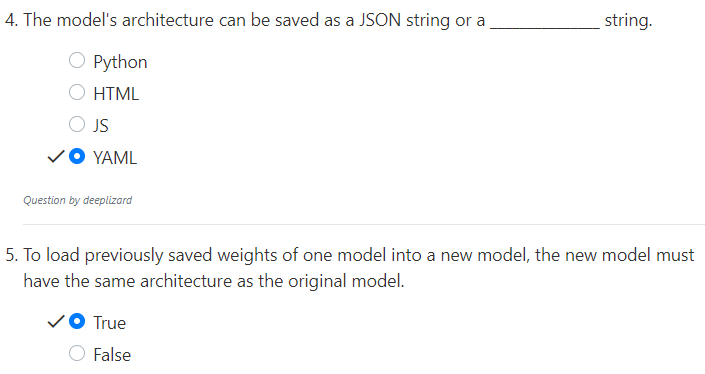 4. The model's architecture can be saved as a JSON string or a _______________ string.
Python
HTML
JS
YAML
Question by deeplizard
5. To load previously saved weights of one model into a new model, the new model must
have the same architecture as the original model.
True
False